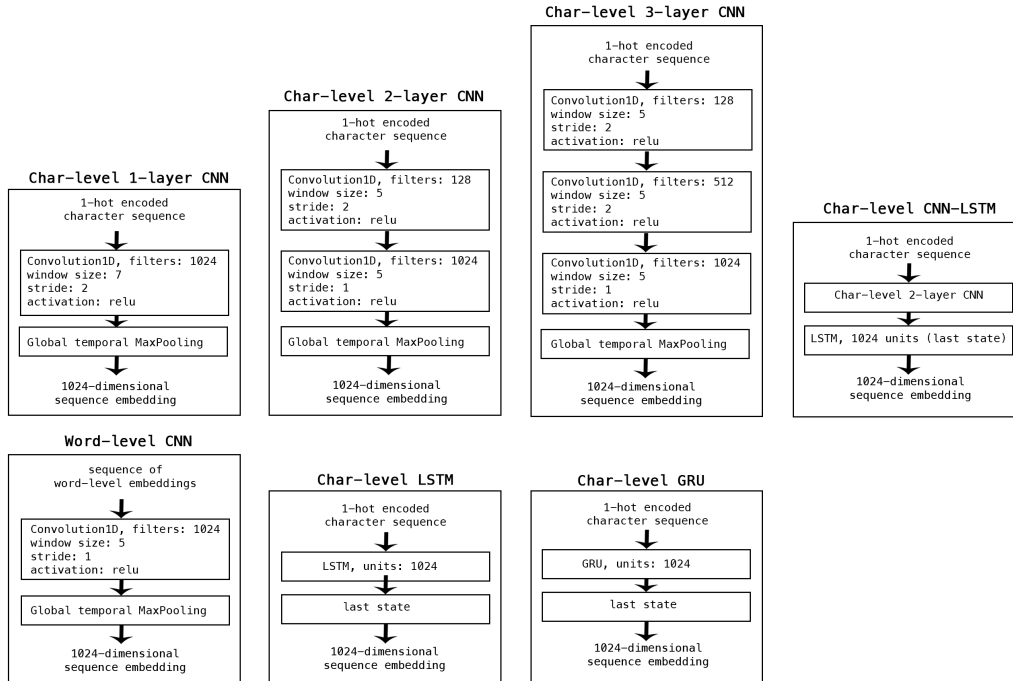 Char-level 1-layer CNN
1-hot encoded
character sequence
Convolution1D, filters: 1024
window size: 7
stride: 2
activation: relu
Global temporal MaxPooling
1024-dimensional
sequence embedding
Char-level 2-layer CNN
1-hot encoded
character sequence
Convolution1D, filters: 128
window size: 5
stride: 2
activation: relu
Convolution1D, filters: 1024
window size: 5
stride: 1
activation: relu
Global temporal MaxPooling
1024-dimensional
sequence embedding
Char-level 3-layer CNN
1-hot encoded
character sequence
Convolution1D, filters: 128
window size: 5
stride: 2
activation: relu
Convolution1D, filters: 512
window size: 5
stride: 2
activation: relu
Convolution1D, filters: 1024
window size: 5
stride: 1
activation: relu
Global temporal MaxPooling
1024-dimensional
sequence embedding
Char-level CNN-LSTM
1-hot encoded
character sequence
Char-level 2-layer CNN
LSTM, 1024 units (last state)
1024-dimensional
sequence embedding
Word-level CNN
sequence of
word-level embeddings
Convolution1D, filters: 1024
window size: 5
stride: 1
activation: relu
Global temporal MaxPooling
1024-dimensional
sequence embedding
Char-level LSTM
1-hot encoded
character sequence
LSTM, units: 1024
last state
1024-dimensional
sequence embedding
Char-level GRU
1-hot encoded
character sequence
GRU, units: 1024
last state
1024-dimensional
sequence embedding